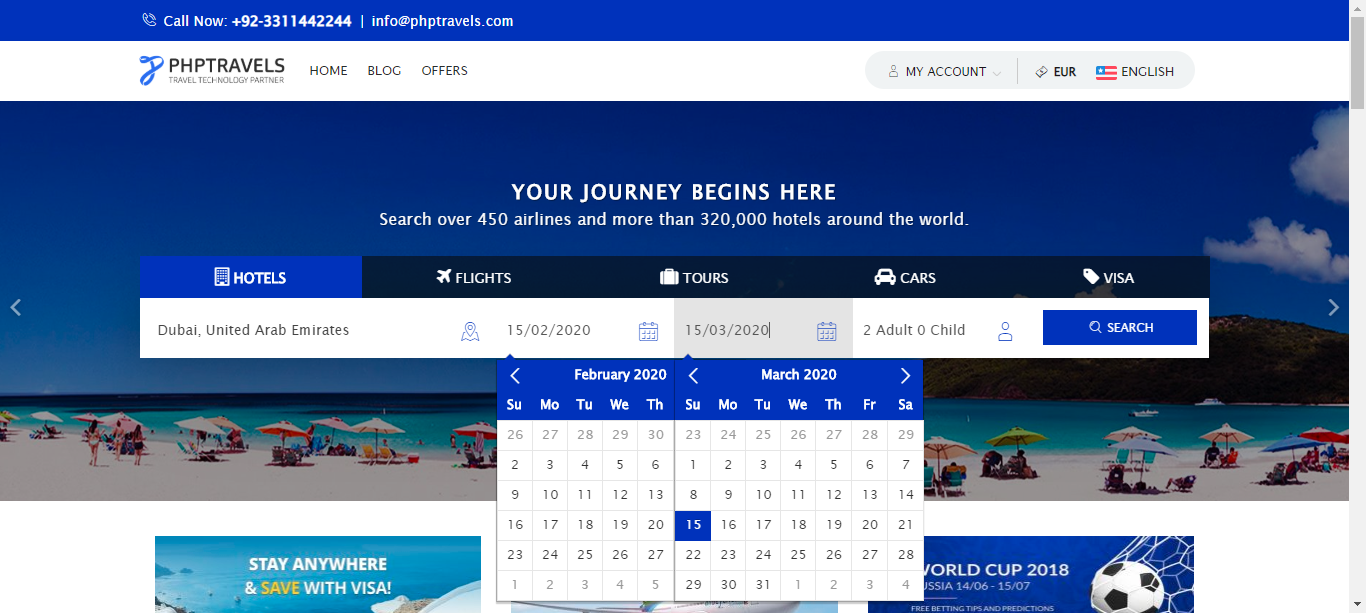 Call Now: +92-3311442244 | info@phptravels.com
PHPTRAVELS
TRAVEL TECHNOLOGY PARTNER
HOME BLOG OFFERS
MY ACCOUNT EUR ENGLISH
YOUR JOURNEY BEGINS HERE
Search over 450 airlines and more than 320,000 hotels around the world.
HOTELS FLIGHTS TOURS CARS VISA
Dubai, United Arab Emirates 15/02/2020 15/03/2020 2 Adult 0 Child SEARCH
February 2020
Su Mo Tu We Th
26 27 28 29 30
2 3 4 5 6
9 10 11 12 13
16 17 18 19 20
23 24 25 26 27
1 2 3 4 5
March 2020
Su Mo Tu We Th Fr Sa
23 24 25 26 27 28 29
1 2 3 4 5 6 7
8 9 10 11 12 13 14
15 16 17 18 19 20 21
22 23 24 25 26 27 28
29 30 31 1 2 3 4
STAY ANYWHERE
& SAVE WITH VISA!
WORLD CUP 2018
RUSSIA 14/06 - 15/07
FREE BETTING TIPS AND PREDICTIONS